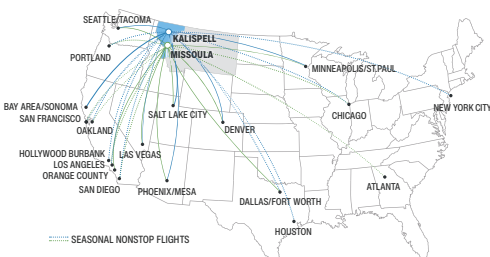 SEATTLE/TACOMA
KALISPELL
MISSOULA
PORTLAND
MINNEAPOLIS/ST.PAUL
BAY AREA/SONOMA
SAN FRANCISCO
OAKLAND
SALT LAKE CITY
DENVER
CHICAGO
NEW YORK CITY
HOLLYWOOD BURBANK
LOS ANGELES
ORANGE COUNTY
SAN DIEGO
LAS VEGAS
PHOENIX/MESA
ATLANTA
DALLAS/FORT WORTH
HOUSTON
SEASONAL NONSTOP FLIGHTS